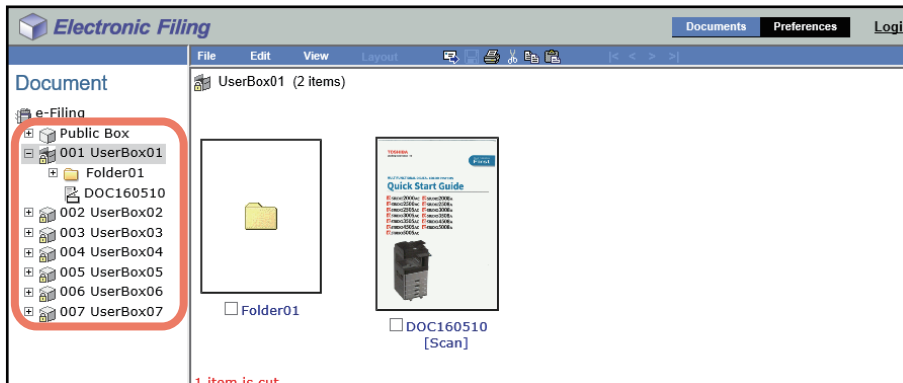 Electronic Filing
Documents Preferences Logi
File Edit View Layout |< < > >|
Document
UserBox01 (2 items)
e-Filing
Public Box
001 UserBox01
Folder01
DOC160510
002 UserBox02
003 UserBox03
004 UserBox04
005 UserBox05
006 UserBox06
007 UserBox07
TOSHIBA
First
Quick Start Guide
Folder01
DOC160510
[Scan]
1 item is cut